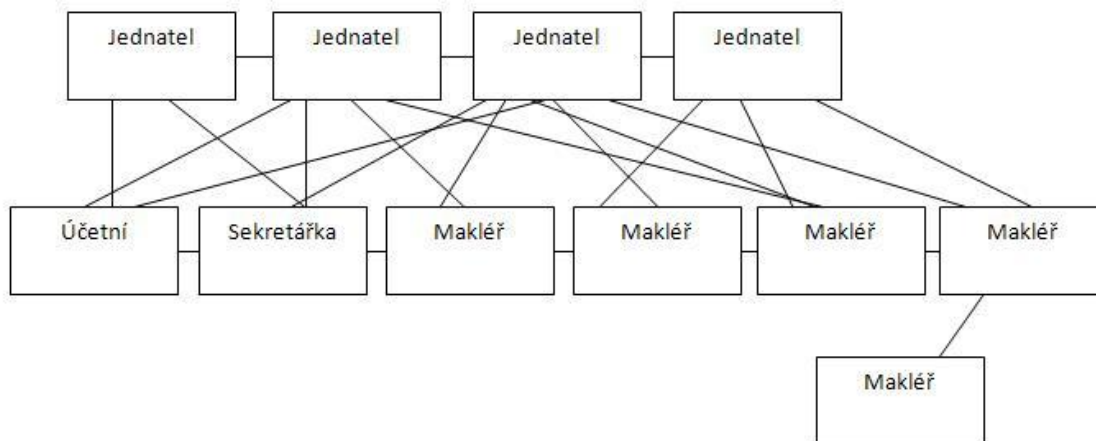 Jednatel
Jednatel
Jednatel
Jednatel
Účetní
Sekretářka
Makléř
Makléř
Makléř
Makléř
Makléř